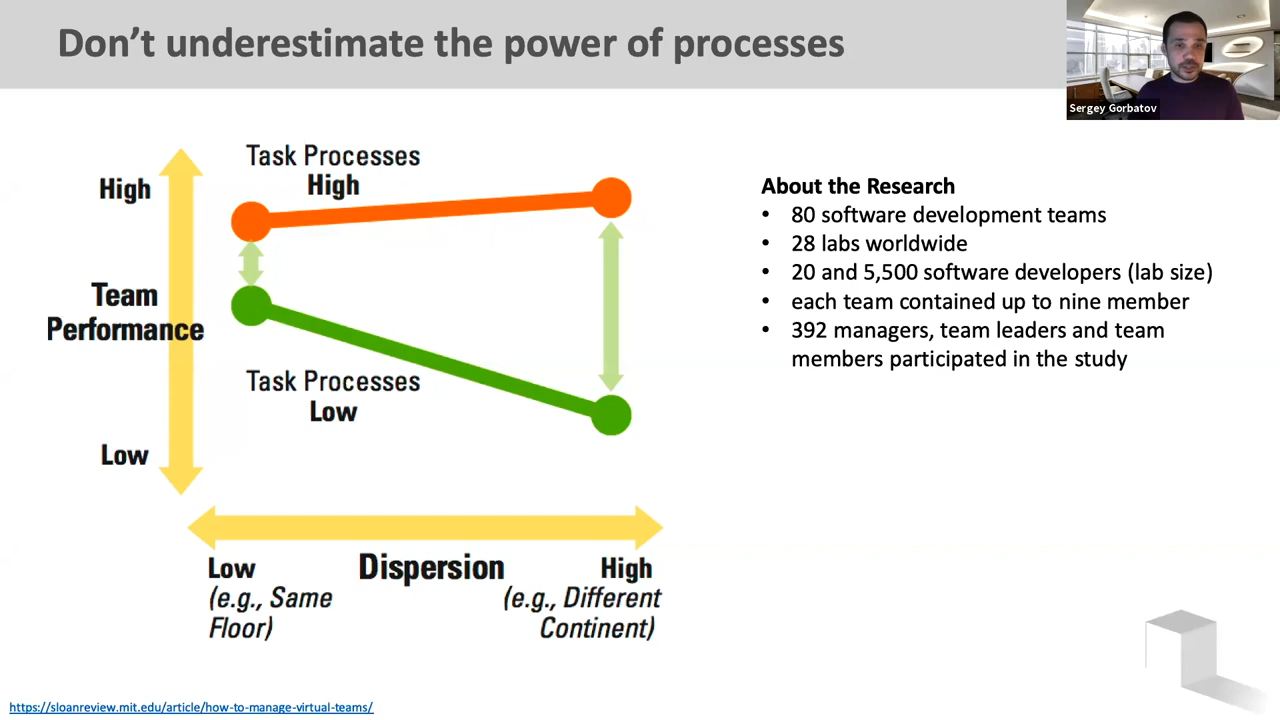 Don’t underestimate the power of processes
Sergey Gorbatov
Task Processes
High
High
Team
Performance
Task Processes
Low
Low
Low
(e.g., Same
Floor)
Dispersion
High
(e.g., Different
Continent)
About the Research
• 80 software development teams
• 28 labs worldwide
• 20 and 5,500 software developers (lab size)
• each team contained up to nine member
• 392 managers, team leaders and team
members participated in the study
https://sloanreview.mit.edu/article/how-to-manage-virtual-teams/